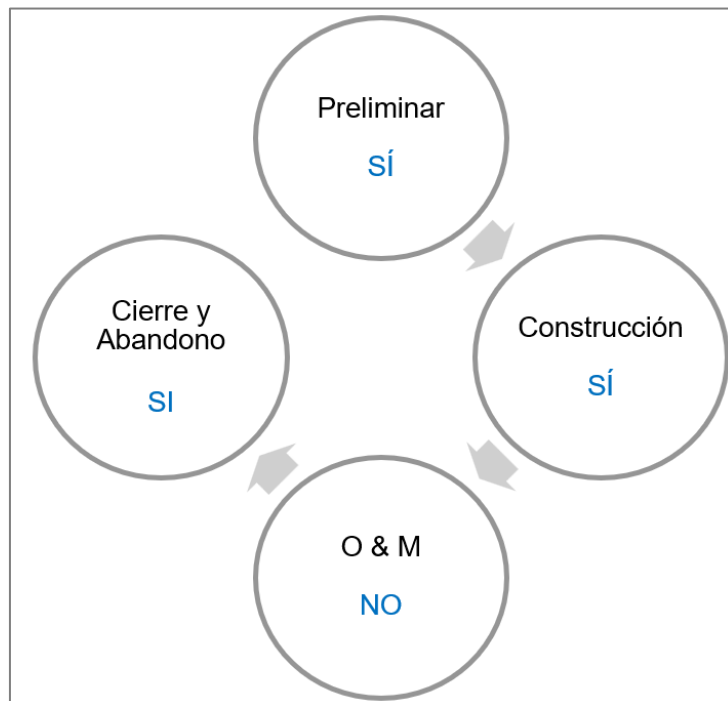 Preliminar
SÍ
Construcción
SÍ
O & M
NO
Cierre y
Abandono
SI